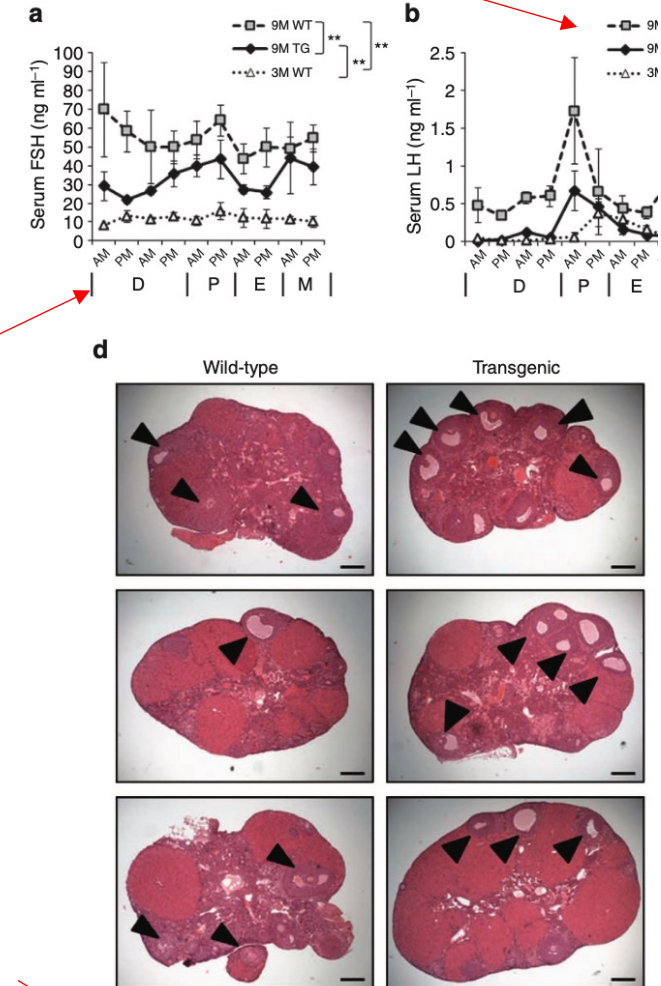 a
9M WT
9M TG
3M WT
**
**
**
Serum FSH (ng ml⁻¹)
100
90
80
70
60
50
40
30
20
10
0
AM PM AM PM AM PM AM PM AM PM
D P E M
b
9M
9M
3M
Serum LH (ng ml⁻¹)
2.5
2
1.5
1
0.5
0
AM PM AM PM AM PM AM PM
D P E
d
Wild-type Transgenic